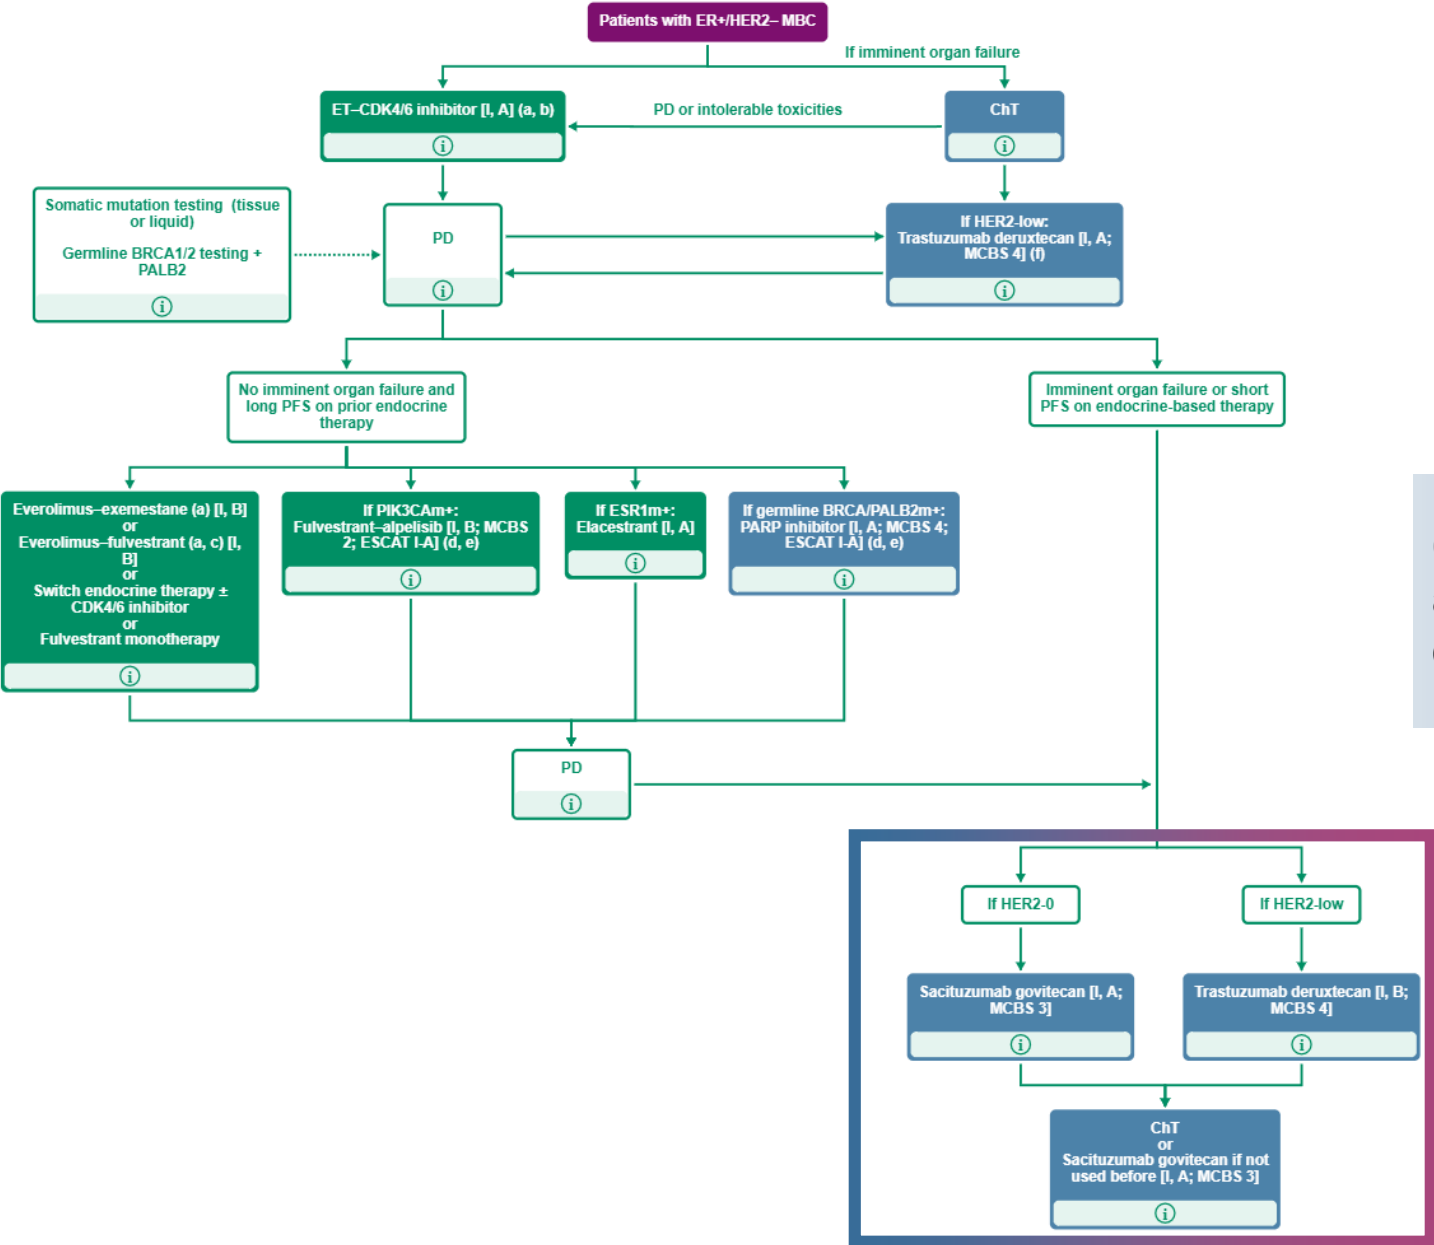 Patients with ER+/HER2– MBC
If imminent organ failure
ET–CDK4/6 inhibitor [I, A] (a, b)
PD or intolerable toxicities
ChT
Somatic mutation testing (tissue
or liquid)
Germline BRCA1/2 testing +
PALB2
PD
If HER2-low:
Trastuzumab deruxtecan [I, A;
MCBS 4] (f)
No imminent organ failure and
long PFS on prior endocrine
therapy
Imminent organ failure or short
PFS on endocrine-based therapy
Everolimus–exemestane (a) [I, B]
or
Everolimus–fulvestrant (a, c) [I,
B]
or
Switch endocrine therapy ±
CDK4/6 inhibitor
or
Fulvestrant monotherapy
If PIK3CAm+:
Fulvestrant–alpelisib [I, B; MCBS
2; ESCAT I-A] (d, e)
If ESR1m+:
Elacestrant [I, A]
If germline BRCA/PALB2m+:
PARP inhibitor [I, A; MCBS 4;
ESCAT I-A] (d, e)
PD
If HER2-0
If HER2-low
Sacituzumab govitecan [I, A;
MCBS 3]
Trastuzumab deruxtecan [I, B;
MCBS 4]
ChT
or
Sacituzumab govitecan if not
used before [I, A; MCBS 3]